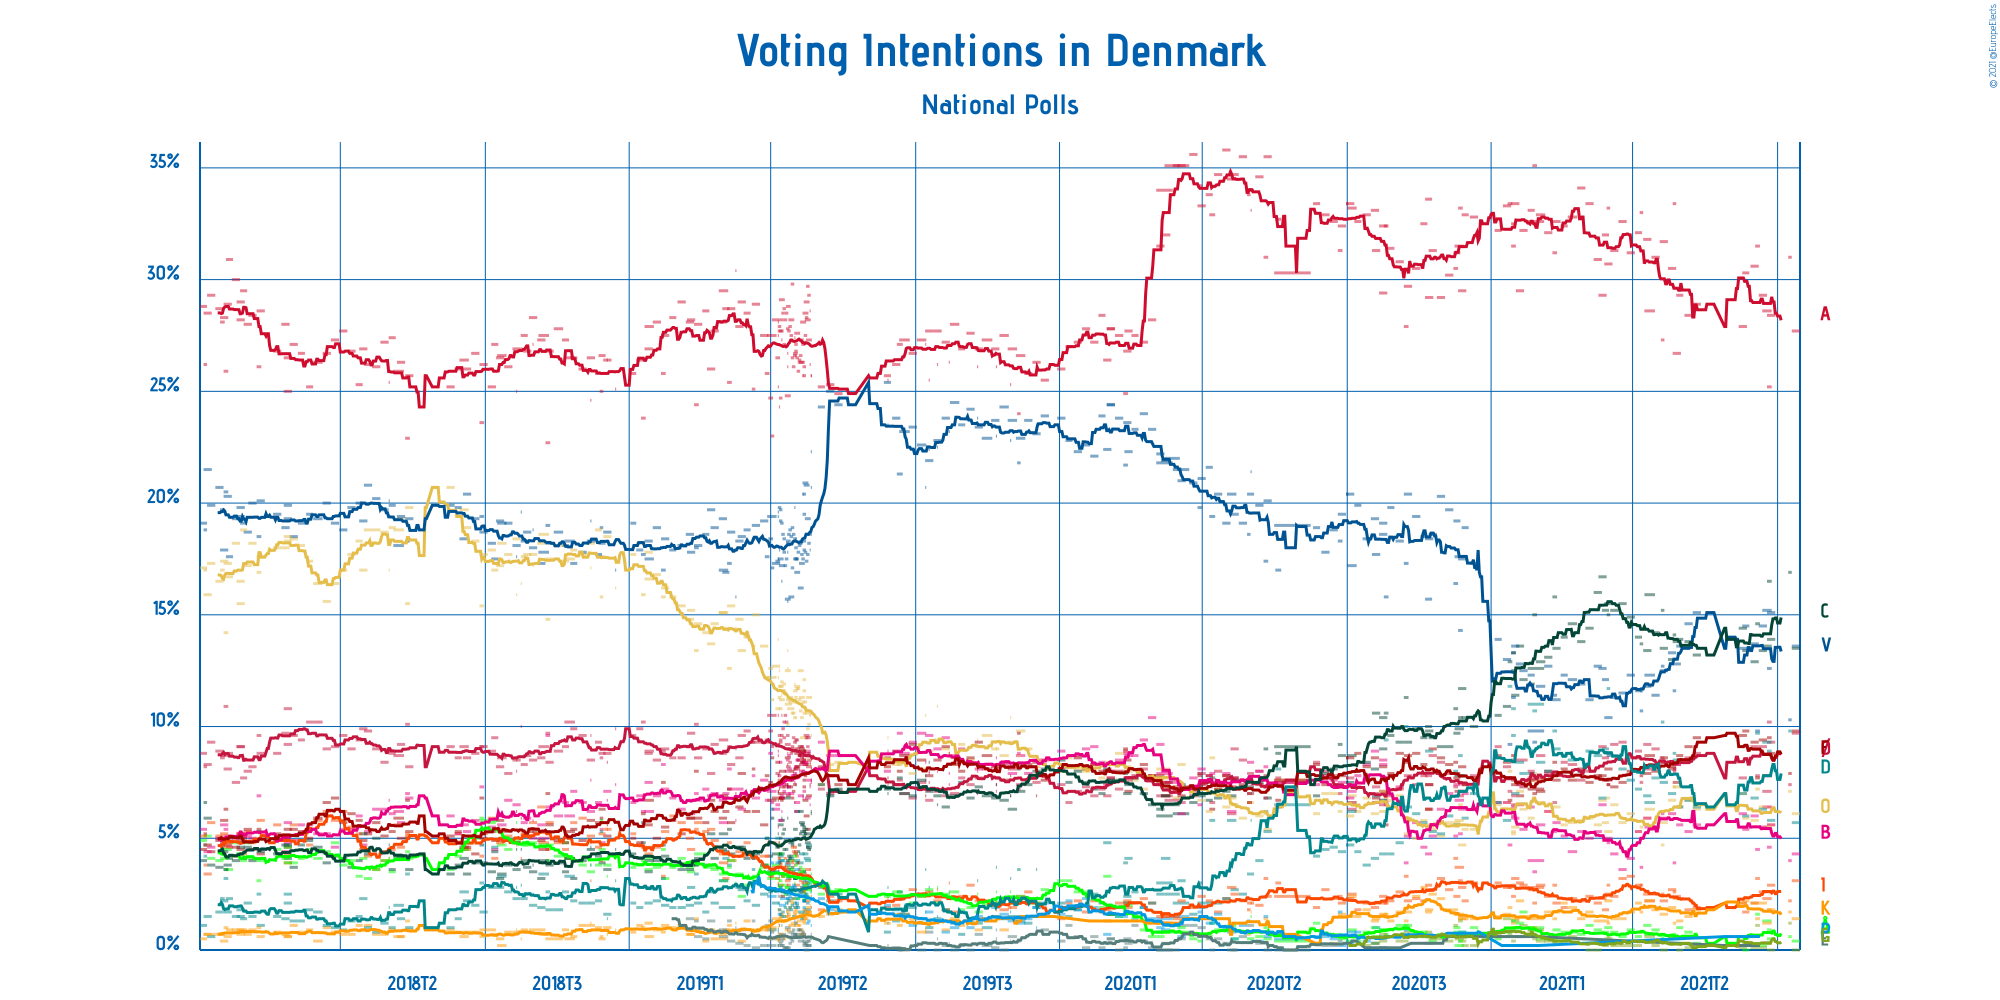 © 2021 @EuropeElects
Voting Intentions in Denmark
National Polls
35%
30%
25%
20%
15%
10%
5%
0%
A
C
V
D
O
B
I
K
2018T2
2018T3
2019T1
2019T2
2019T3
2020T1
2020T2
2020T3
2021T1
2021T2